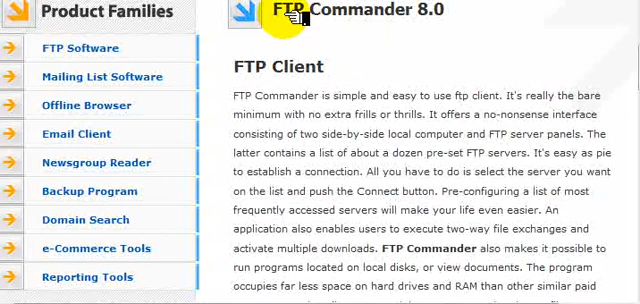 Product Families
FTP Software
Mailing List Software
Offline Browser
Email Client
Newsgroup Reader
Backup Program
Domain Search
e-Commerce Tools
Reporting Tools
FTP Commander 8.0
FTP Client
FTP Commander is simple and easy to use ftp client. It's really the bare
minimum with no extra frills or thrills. It offers a no-nonsense interface
consisting of two side-by-side local computer and FTP server panels. The
latter contains a list of about a dozen pre-set FTP servers. It's easy as pie
to establish a connection. All you have to do is select the server you want
on the list and push the Connect button. Pre-configuring a list of most
frequently accessed servers will make your life even easier. An
application also enables users to execute two-way file exchanges and
activate multiple downloads. FTP Commander also makes it possible to
run programs located on local disks, or view documents. The program
occupies far less space on hard drives and RAM than other similar paid